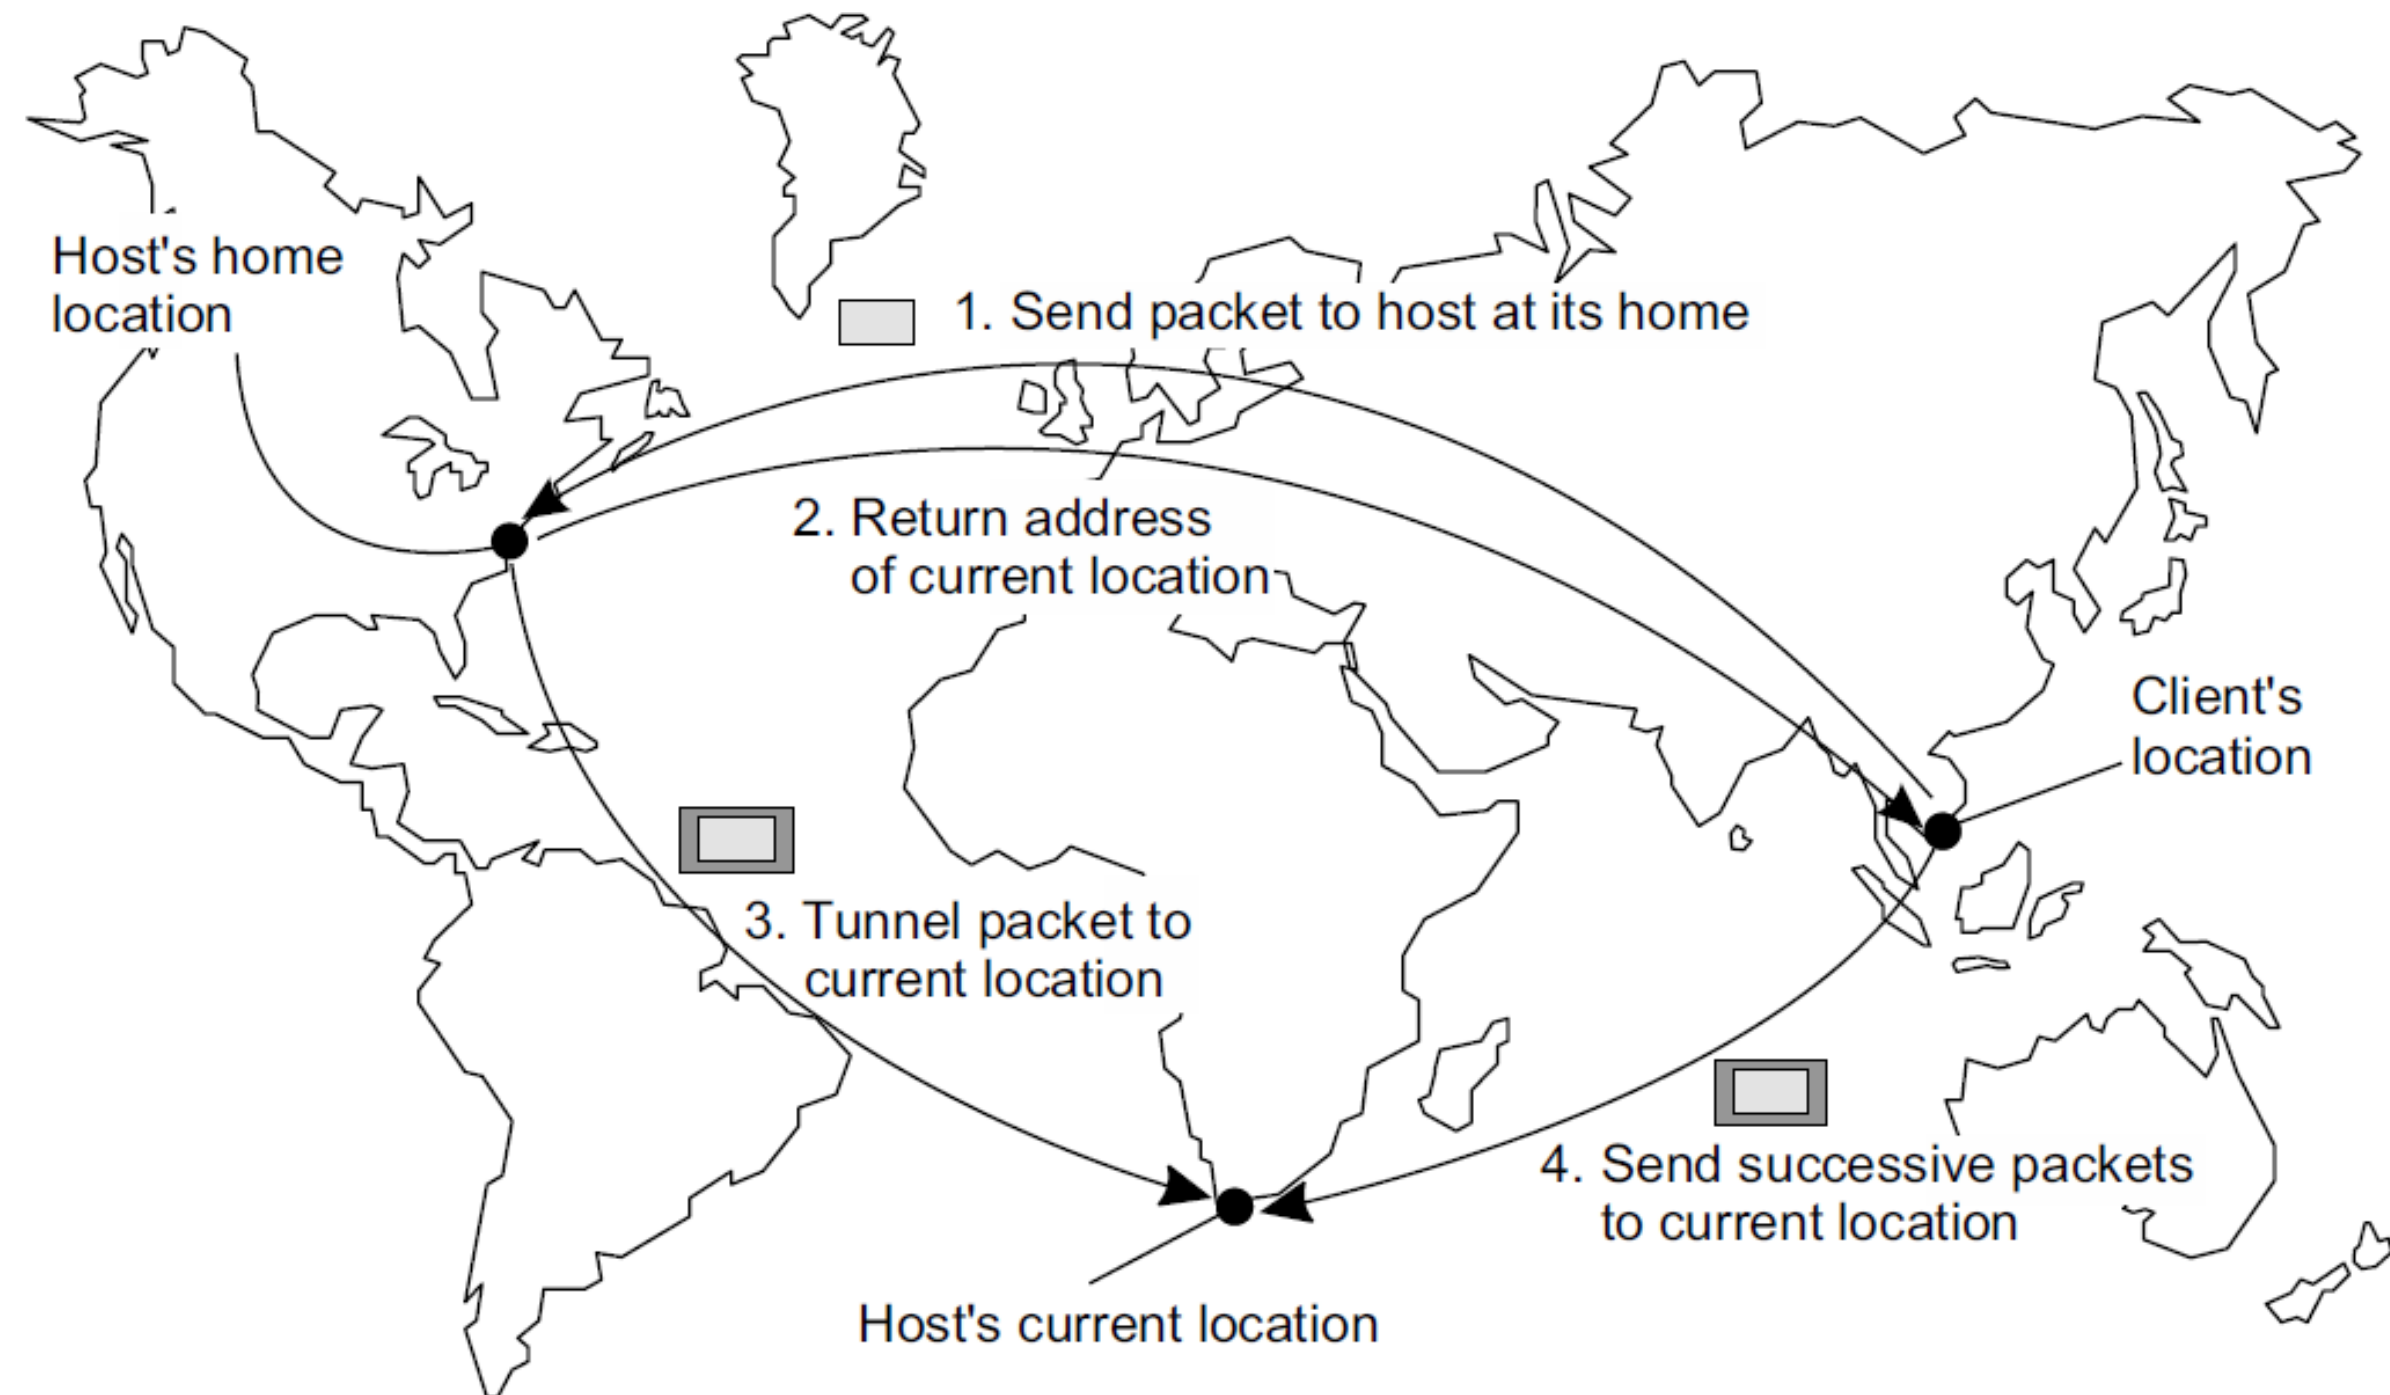 Host's home
location
1. Send packet to host at its home
2. Return address
of current location
Client's
location
3. Tunnel packet to
current location
4. Send successive packets
to current location
Host's current location